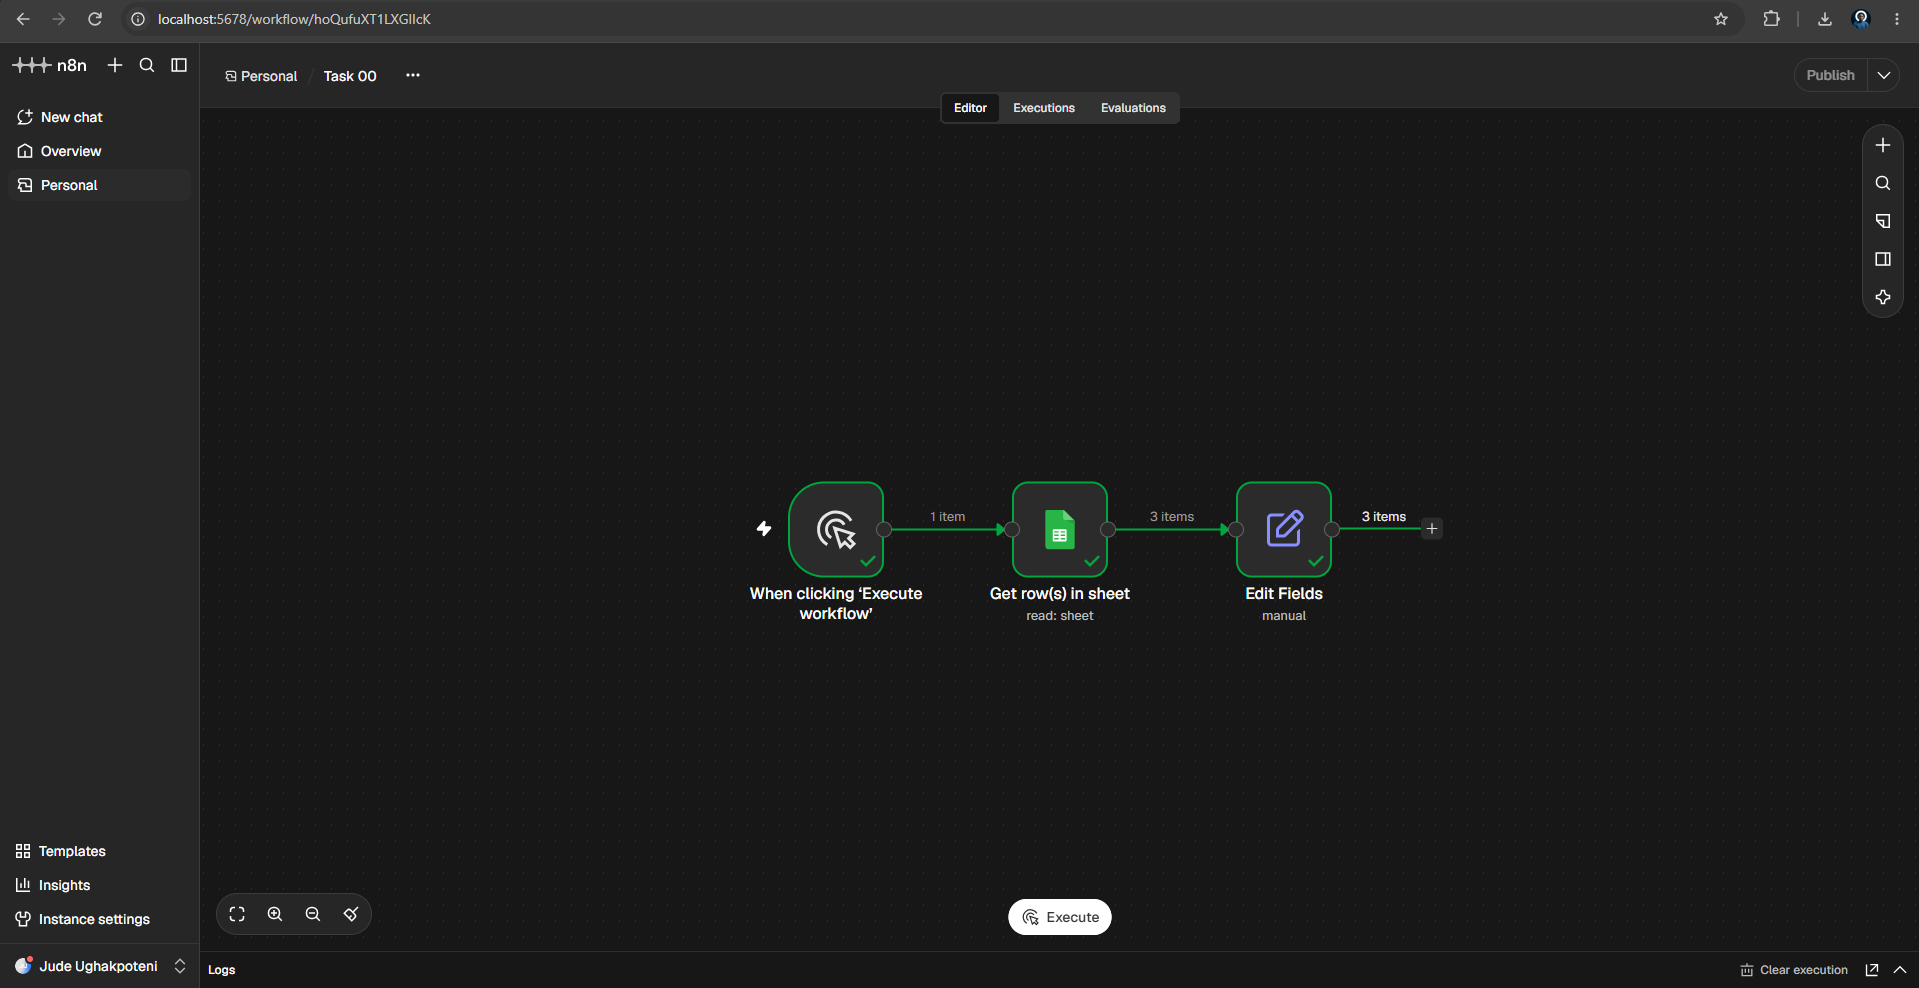 localhost:5678/workflow/hoQufuXT1LXGIIcK
n8n
Personal / Task 00
Publish
Editor
Executions
Evaluations
New chat
Overview
Personal
1 item
3 items
3 items
When clicking ‘Execute
workflow’
Get row(s) in sheet
read: sheet
Edit Fields
manual
Templates
Insights
Instance settings
Execute
Jude Ughakpoteni
Logs
Clear execution